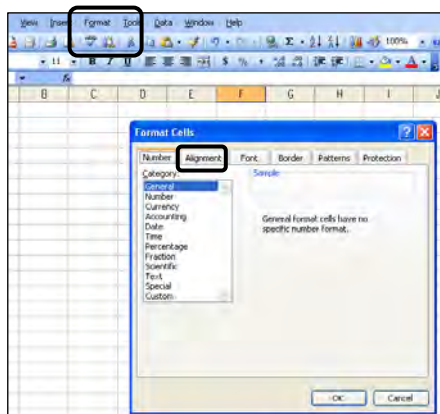 View Insert Format Tools Data Window Help
Σ 100%
11 B I U $ % ,
fx
B C D E F G H I J
Format Cells
Number Alignment Font Border Patterns Protection
Category: Sample
General
Number
Currency
Accounting
Date
Time
Percentage
Fraction
Scientific
Text
Special
Custom
General format cells have no
specific number format.
OK Cancel